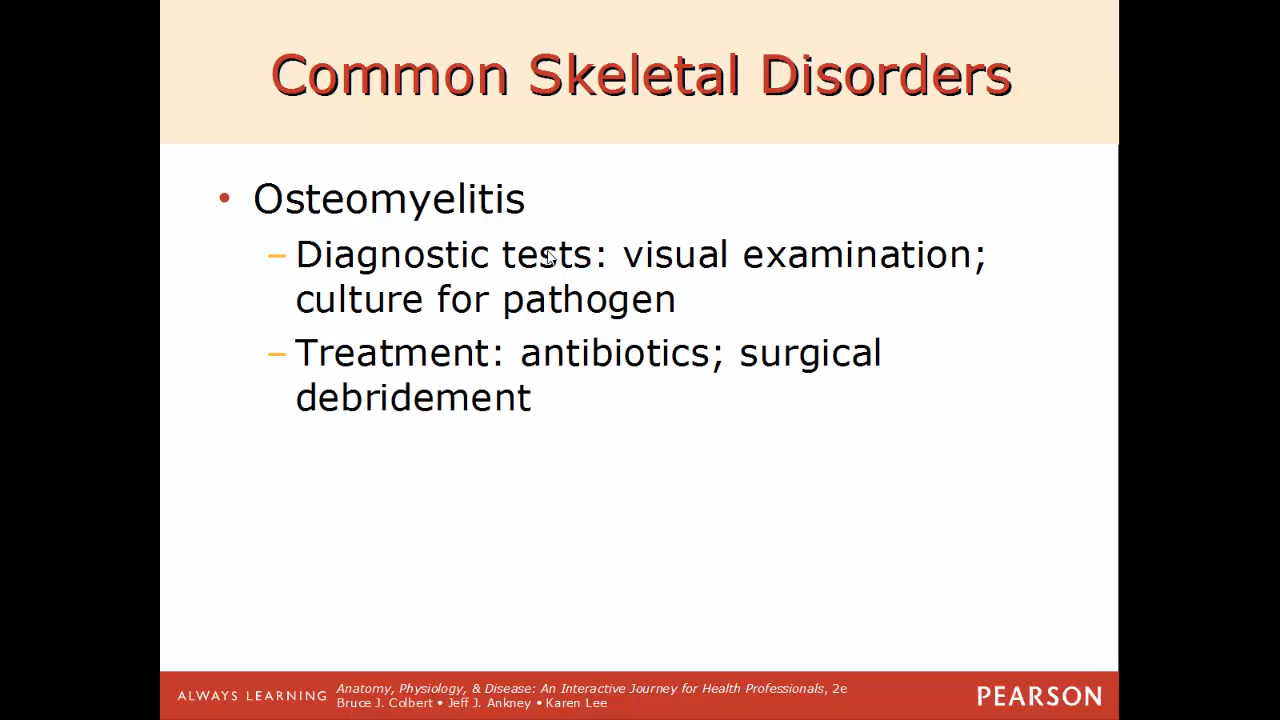 Common Skeletal Disorders
• Osteomyelitis
– Diagnostic tests: visual examination;
culture for pathogen
– Treatment: antibiotics; surgical
debridement
ALWAYS LEARNING
Anatomy, Physiology, & Disease: An Interactive Journey for Health Professionals, 2e
Bruce J. Colbert • Jeff J. Ankney • Karen Lee
PEARSON